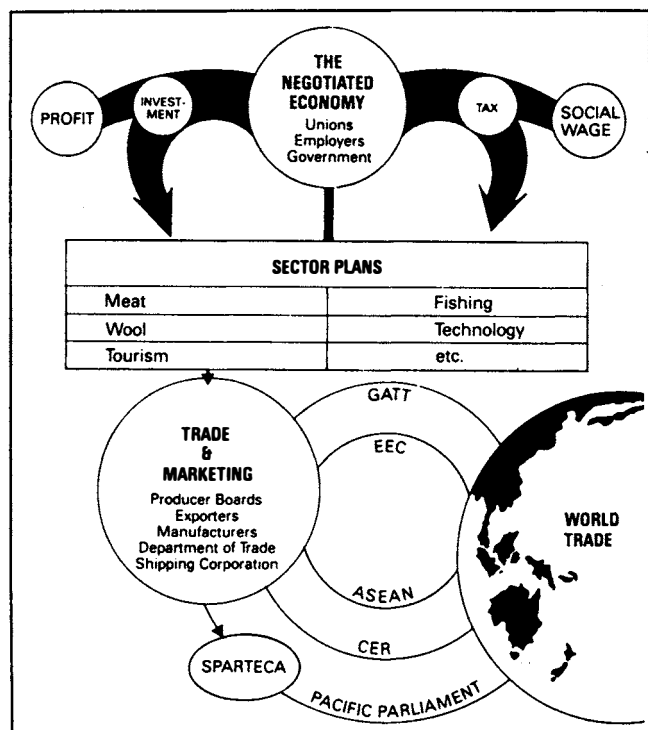 THE
NEGOTIATED
ECONOMY
Unions
Employers
Government
PROFIT
INVEST-
MENT
TAX
SOCIAL
WAGE
SECTOR PLANS
Meat
Fishing
Wool
Technology
Tourism
etc.
TRADE
&
MARKETING
Producer Boards
Exporters
Manufacturers
Department of Trade
Shipping Corporation
GATT
EEC
ASEAN
CER
PACIFIC PARLIAMENT
SPARTECA
WORLD
TRADE